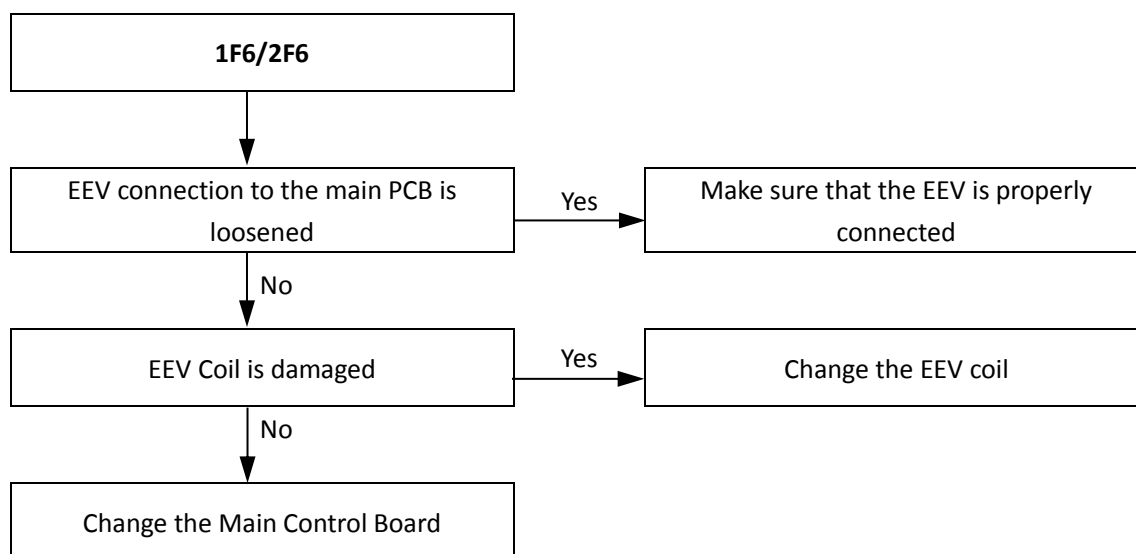 1F6/2F6
EEV connection to the main PCB is
loosened
Yes
Make sure that the EEV is properly
connected
No
EEV Coil is damaged
Yes
Change the EEV coil
No
Change the Main Control Board